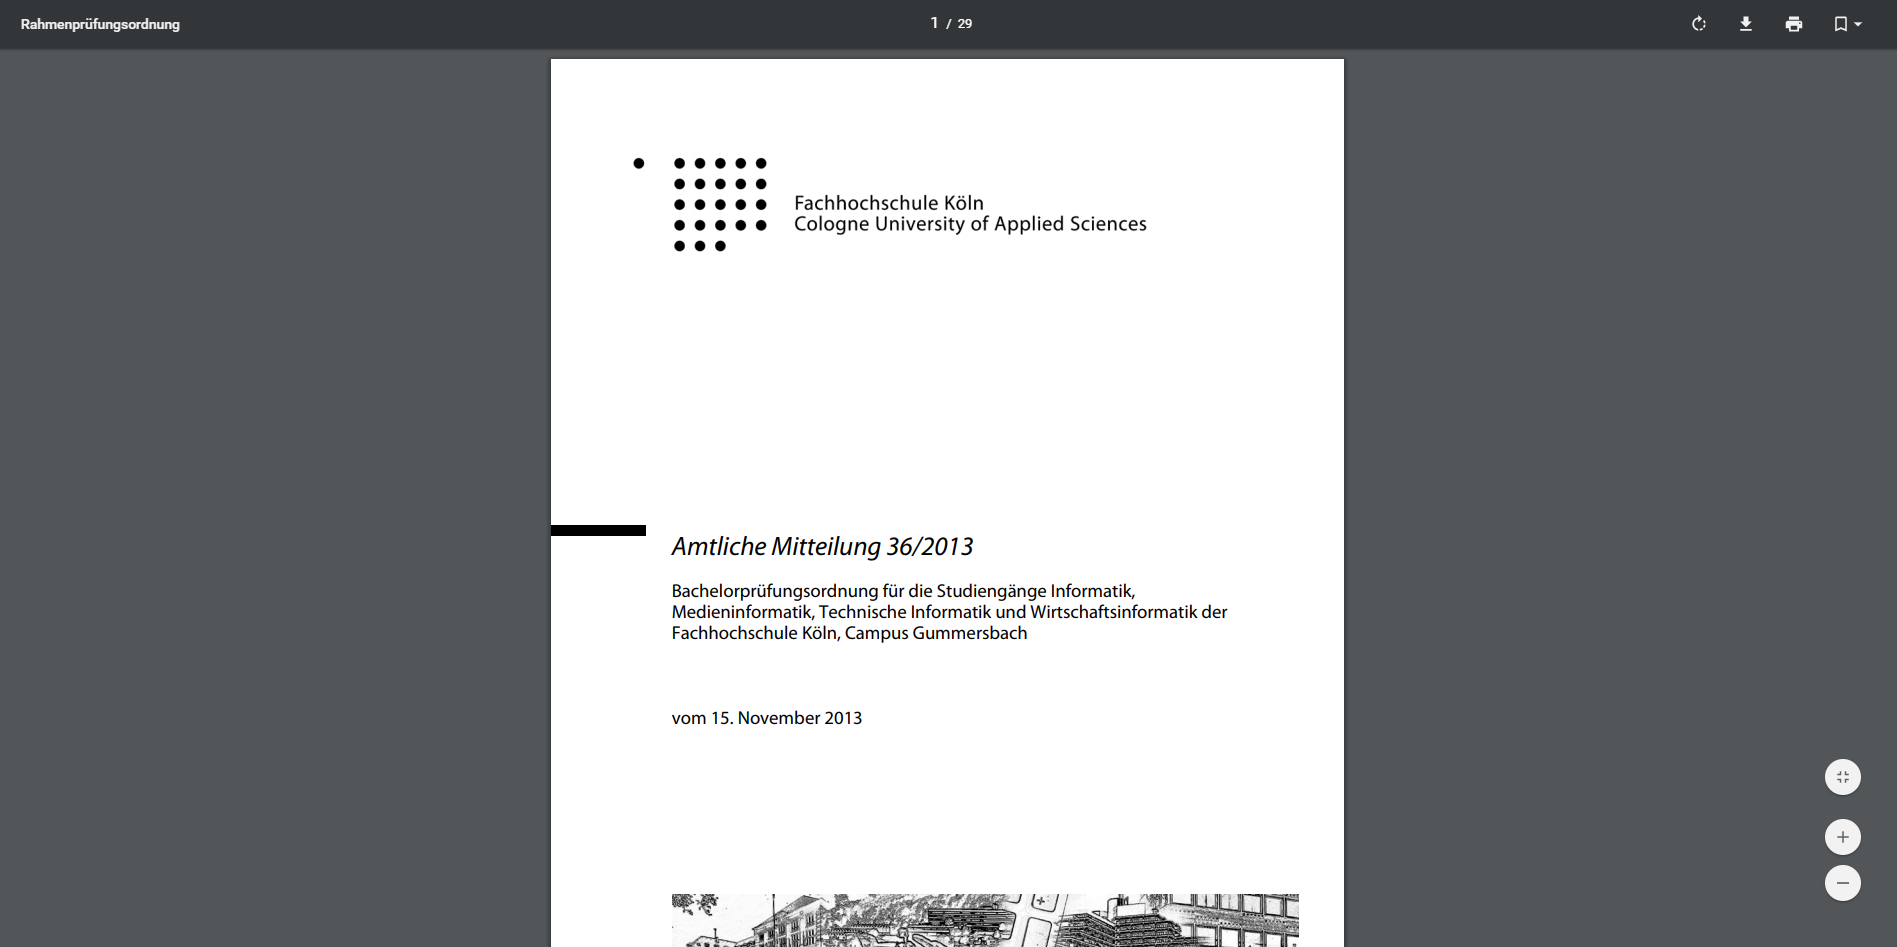 Rahmenprüfungsordnung
1 / 29
Fachhochschule Köln
Cologne University of Applied Sciences
Amtliche Mitteilung 36/2013
Bachelorprüfungsordnung für die Studiengänge Informatik,
Medieninformatik, Technische Informatik und Wirtschaftsinformatik der
Fachhochschule Köln, Campus Gummersbach
vom 15. November 2013